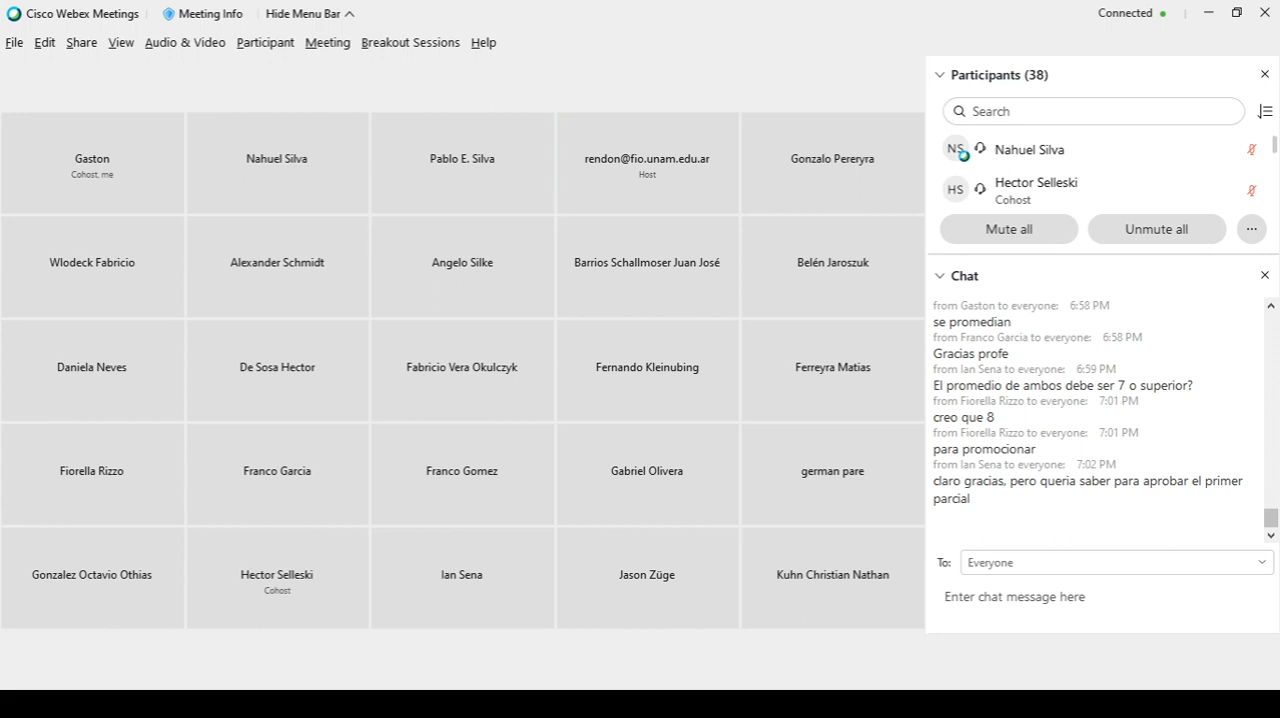 Cisco Webex Meetings
Meeting Info
Hide Menu Bar
Connected
File
Edit
Share
View
Audio & Video
Participant
Meeting
Breakout Sessions
Help
Gaston
Cohost, me
Nahuel Silva
Pablo E. Silva
rendon@fio.unam.edu.ar
Host
Gonzalo Pereryra
Wlodeck Fabricio
Alexander Schmidt
Angelo Silke
Barrios Schallmoser Juan José
Belén Jaroszuk
Daniela Neves
De Sosa Hector
Fabricio Vera Okulczyk
Fernando Kleinubing
Ferreyra Matias
Fiorella Rizzo
Franco Garcia
Franco Gomez
Gabriel Olivera
german pare
Gonzalez Octavio Othias
Hector Selleski
Cohost
Ian Sena
Jason Züge
Kuhn Christian Nathan
Participants (38)
Search
NS
Nahuel Silva
HS
Hector Selleski
Cohost
Mute all
Unmute all
...
Chat
from Gaston to everyone: 6:58 PM
se promedian
from Franco Garcia to everyone: 6:58 PM
Gracias profe
from Ian Sena to everyone: 6:59 PM
El promedio de ambos debe ser 7 o superior?
from Fiorella Rizzo to everyone: 7:01 PM
creo que 8
from Fiorella Rizzo to everyone: 7:01 PM
para promocionar
from Ian Sena to everyone: 7:02 PM
claro gracias, pero queria saber para aprobar el primer
parcial
To:
Everyone
Enter chat message here